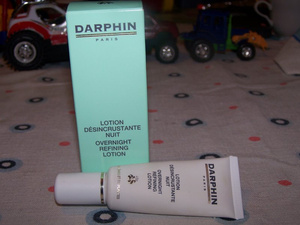 DARPHIN
PARIS
LOTION
DÉSINCRUSTANTE
NUIT
OVERNIGHT
REFINING
LOTION
DARPHIN
PARIS
LOTION
DÉSINCRUSTANTE
NUIT
OVERNIGHT
REFINING
LOTION